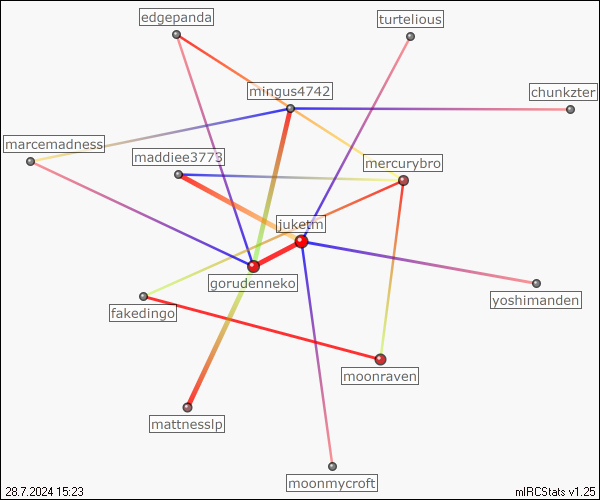 edgepanda
turtelious
mingus4742
chunkzter
marcemadness
maddiee3773
mercurybro
juketm
gorudenneko
yoshimanden
fakedingo
moonraven
mattnesslp
moonmycroft
28.7.2024 15:23
mIRCStats v1.25